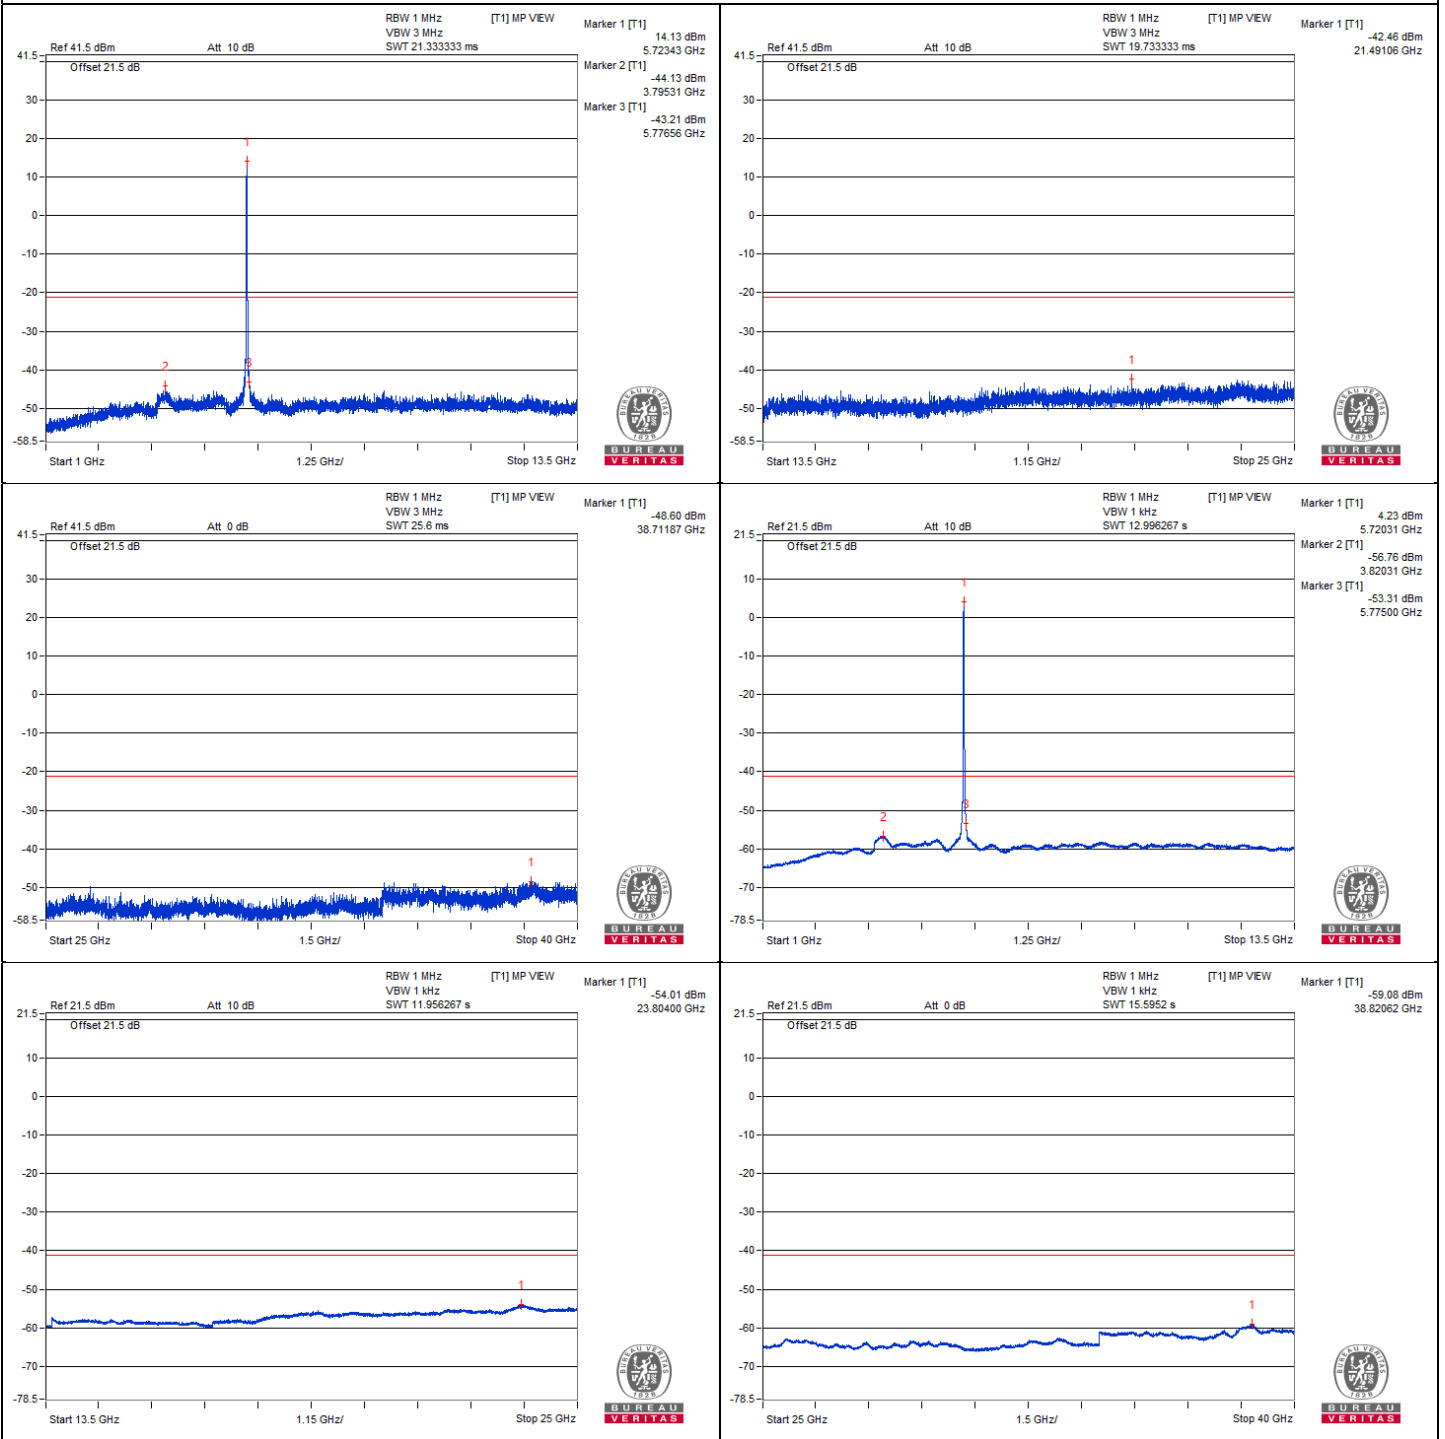 RBW 1 MHz [T1] MP VIEW
VBW 3 MHz
Ref 41.5 dBm Att 10 dB SWT 21.333333 ms
Marker 1 [T1]
14.13 dBm
5.72343 GHz
Marker 2 [T1]
-44.13 dBm
3.79531 GHz
Marker 3 [T1]
-43.21 dBm
5.77656 GHz
41.5
Offset 21.5 dB
30
20
10
0
-10
-20
-30
-40
-50
-58.5
1
2
3
Start 1 GHz 1.25 GHz/ Stop 13.5 GHz
BUREAU VERITAS
1828
BUREAU
VERITAS
RBW 1 MHz [T1] MP VIEW
VBW 3 MHz
Ref 41.5 dBm Att 10 dB SWT 19.733333 ms
Marker 1 [T1]
-42.46 dBm
21.49106 GHz
41.5
Offset 21.5 dB
30
20
10
0
-10
-20
-30
-40
-50
-58.5
1
Start 13.5 GHz 1.15 GHz/ Stop 25 GHz
BUREAU VERITAS
1828
BUREAU
VERITAS
RBW 1 MHz [T1] MP VIEW
VBW 3 MHz
Ref 41.5 dBm Att 0 dB SWT 25.6 ms
Marker 1 [T1]
-48.60 dBm
38.71187 GHz
41.5
Offset 21.5 dB
30
20
10
0
-10
-20
-30
-40
-50
-58.5
1
Start 25 GHz 1.5 GHz/ Stop 40 GHz
BUREAU VERITAS
1828
BUREAU
VERITAS
RBW 1 MHz [T1] MP VIEW
VBW 1 kHz
Ref 21.5 dBm Att 10 dB SWT 12.996267 s
Marker 1 [T1]
4.23 dBm
5.72031 GHz
Marker 2 [T1]
-56.76 dBm
3.82031 GHz
Marker 3 [T1]
-53.31 dBm
5.77500 GHz
21.5
Offset 21.5 dB
10
0
-10
-20
-30
-40
-50
-60
-70
-78.5
1
2
3
Start 1 GHz 1.25 GHz/ Stop 13.5 GHz
BUREAU VERITAS
1828
BUREAU
VERITAS
RBW 1 MHz [T1] MP VIEW
VBW 1 kHz
Ref 21.5 dBm Att 10 dB SWT 11.956267 s
Marker 1 [T1]
-54.01 dBm
23.80400 GHz
21.5
Offset 21.5 dB
10
0
-10
-20
-30
-40
-50
-60
-70
-78.5
1
Start 13.5 GHz 1.15 GHz/ Stop 25 GHz
BUREAU VERITAS
1828
BUREAU
VERITAS
RBW 1 MHz [T1] MP VIEW
VBW 1 kHz
Ref 21.5 dBm Att 0 dB SWT 15.5952 s
Marker 1 [T1]
-59.08 dBm
38.82062 GHz
21.5
Offset 21.5 dB
10
0
-10
-20
-30
-40
-50
-60
-70
-78.5
1
Start 25 GHz 1.5 GHz/ Stop 40 GHz
BUREAU VERITAS
1828
BUREAU
VERITAS